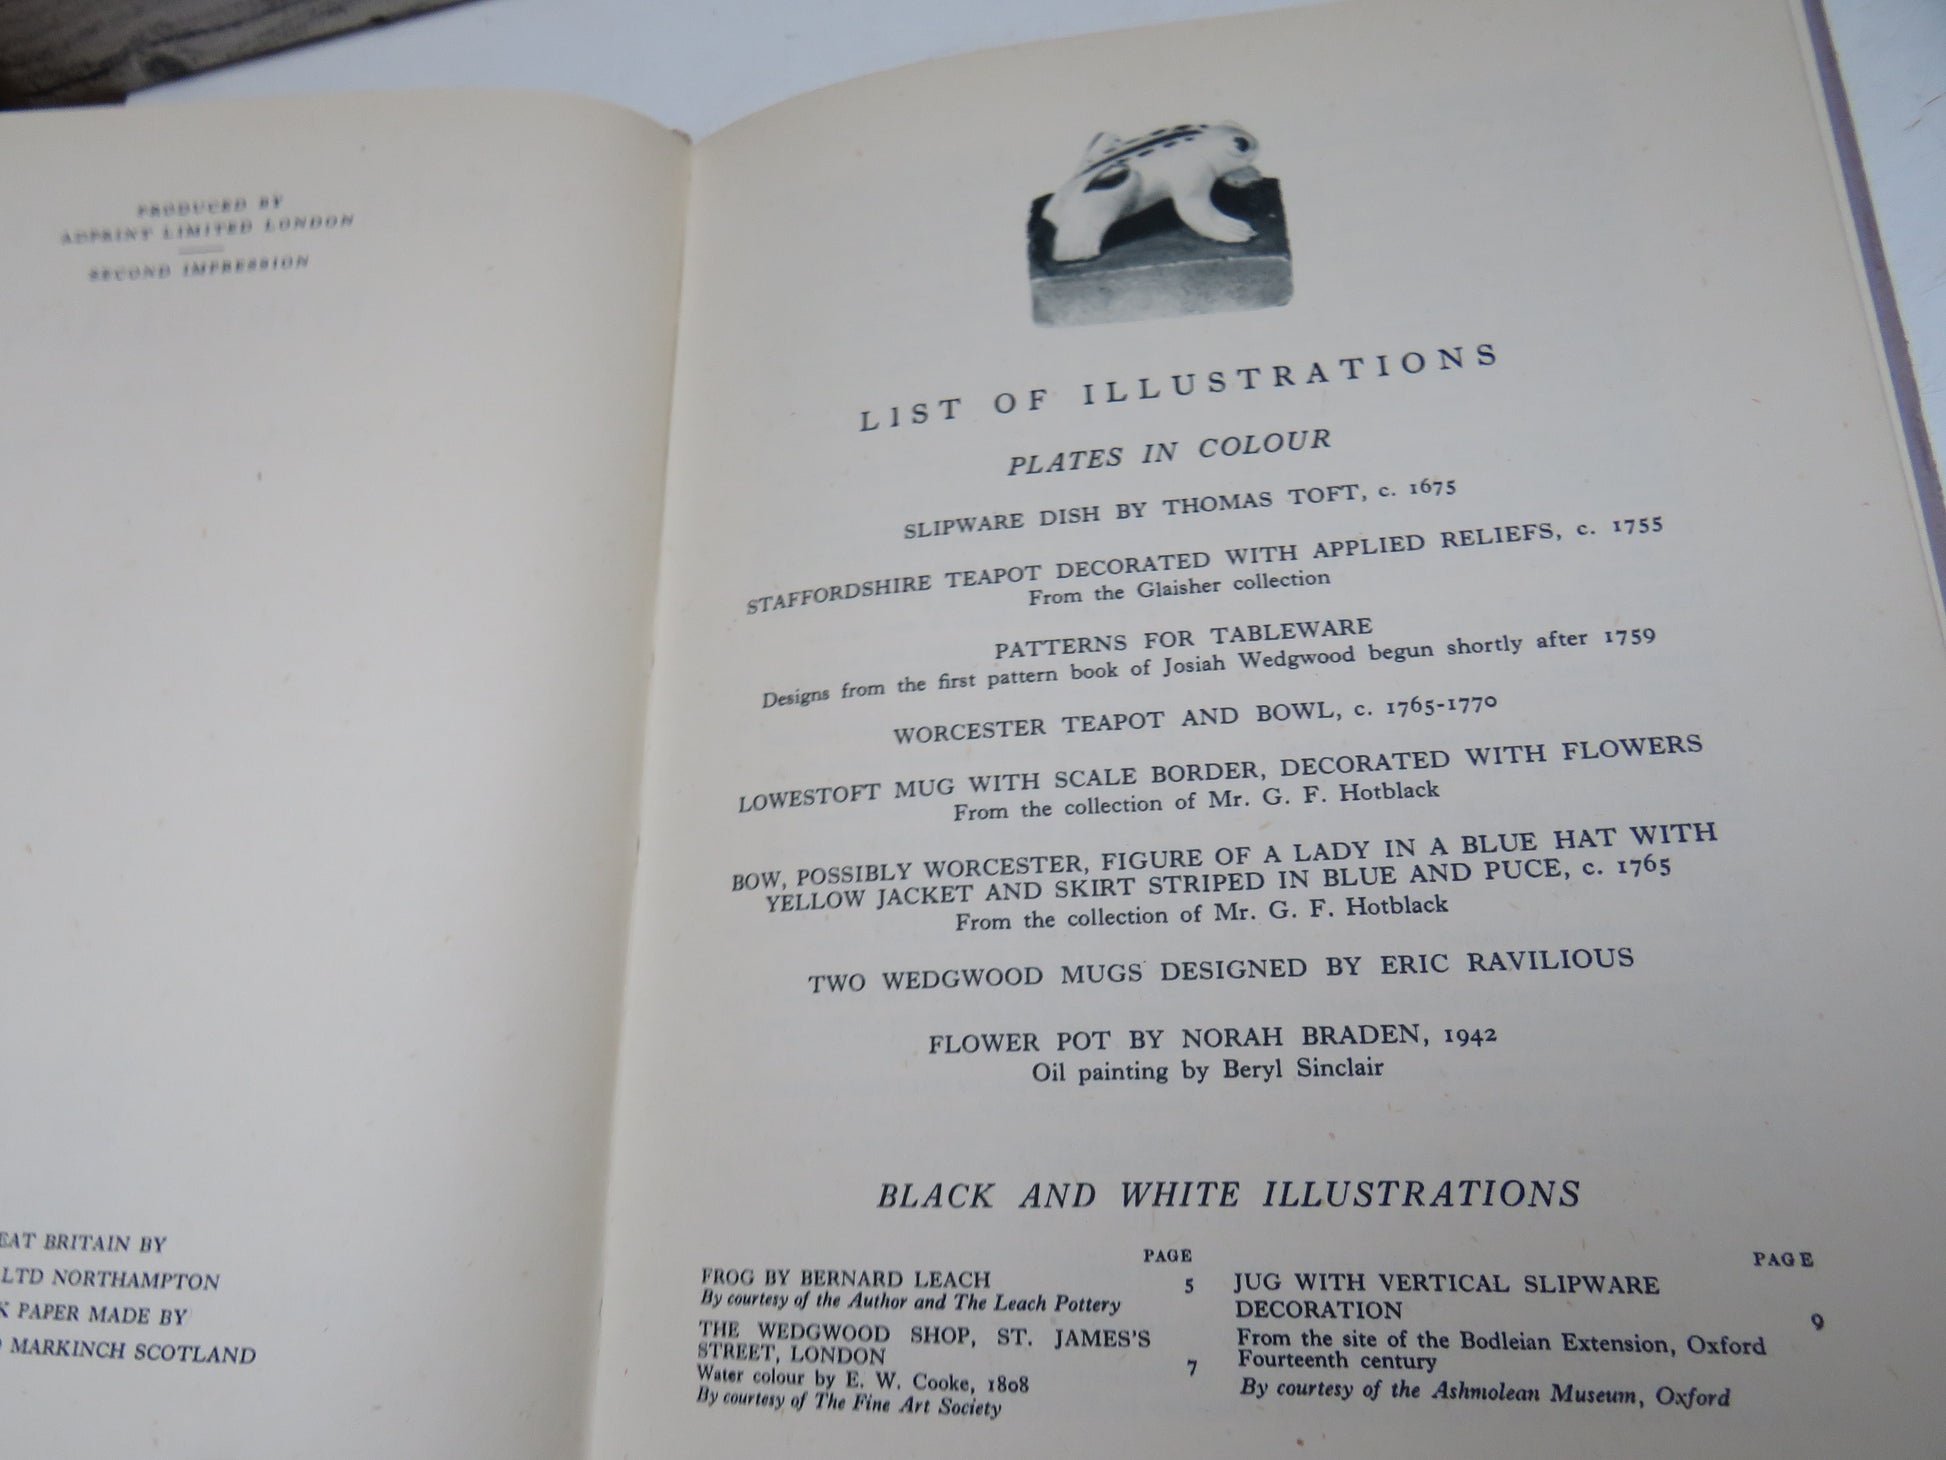 PRODUCED BY
ADPRINT LIMITED LONDON
SECOND IMPRESSION
EAT BRITAIN BY
LTD NORTHAMPTON
K PAPER MADE BY
MARKINCH SCOTLAND
LIST OF ILLUSTRATIONS
PLATES IN COLOUR
SLIPWARE DISH BY THOMAS TOFT, c. 1675
STAFFORDSHIRE TEAPOT DECORATED WITH APPLIED RELIEFS, c. 1755
From the Glaisher collection
PATTERNS FOR TABLEWARE
Designs from the first pattern book of Josiah Wedgwood begun shortly after 1759
WORCESTER TEAPOT AND BOWL, c. 1765-1770
LOWESTOFT MUG WITH SCALE BORDER, DECORATED WITH FLOWERS
From the collection of Mr. G. F. Hotblack
BOW, POSSIBLY WORCESTER, FIGURE OF A LADY IN A BLUE HAT WITH
YELLOW JACKET AND SKIRT STRIPED IN BLUE AND PUCE, c. 1765
From the collection of Mr. G. F. Hotblack
TWO WEDGWOOD MUGS DESIGNED BY ERIC RAVILIOUS
FLOWER POT BY NORAH BRADEN, 1942
Oil painting by Beryl Sinclair
BLACK AND WHITE ILLUSTRATIONS
PAGE
FROG BY BERNARD LEACH 5
By courtesy of the Author and The Leach Pottery
THE WEDGWOOD SHOP, ST. JAMES'S
STREET, LONDON 7
Water colour by E. W. Cooke, 1808
By courtesy of The Fine Art Society
PAGE
JUG WITH VERTICAL SLIPWARE
DECORATION 9
From the site of the Bodleian Extension, Oxford
Fourteenth century
By courtesy of the Ashmolean Museum, Oxford